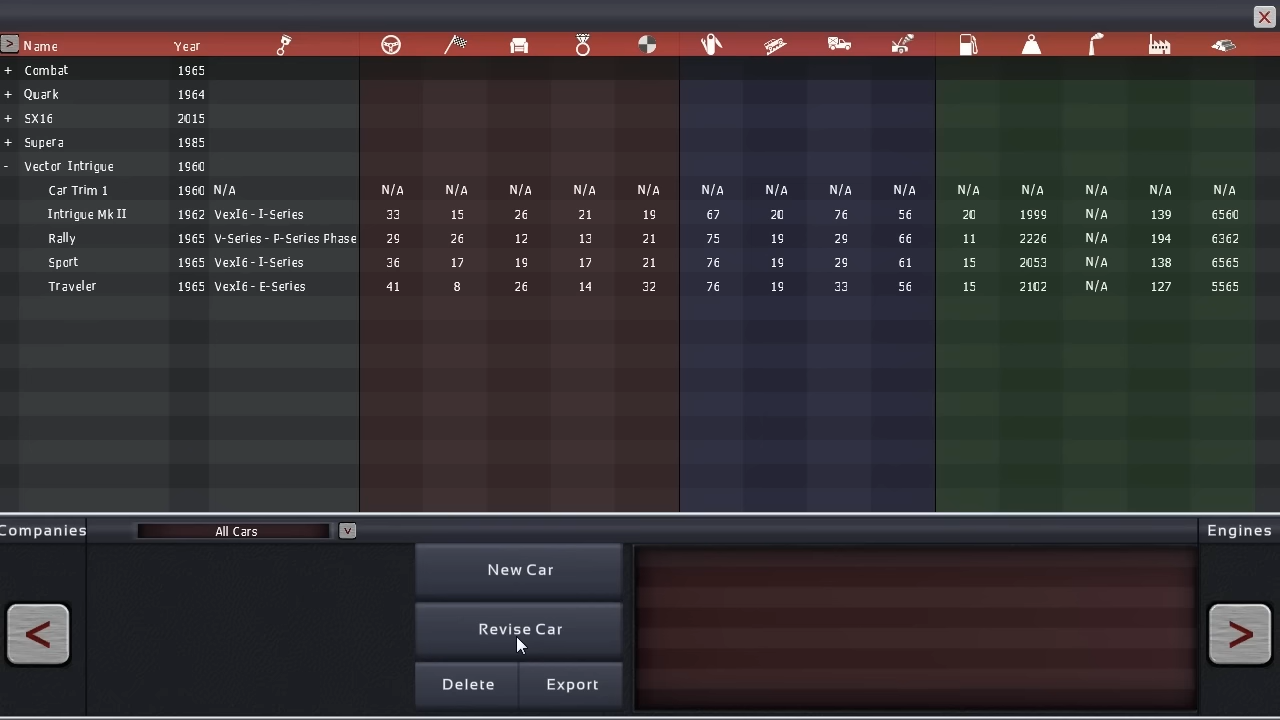 > Name Year
+ Combat 1965
+ Quark 1964
+ SX16 2015
+ Supera 1985
- Vector Intrigue 1960
Car Trim 1 1960 N/A N/A N/A N/A N/A N/A N/A N/A N/A N/A N/A N/A N/A N/A N/A
Intrigue Mk II 1962 VexI6 - I-Series 33 15 26 21 19 67 20 76 56 20 1999 N/A 139 6560
Rally 1965 V-Series - P-Series Phase 29 26 12 13 21 75 19 29 66 11 2226 N/A 194 6362
Sport 1965 VexI6 - I-Series 36 17 19 17 21 76 19 29 61 15 2053 N/A 138 6565
Traveler 1965 VexI6 - E-Series 41 8 26 14 32 76 19 33 56 15 2102 N/A 127 5565
Companies All Cars v Engines
New Car
< Revise Car >
Delete Export